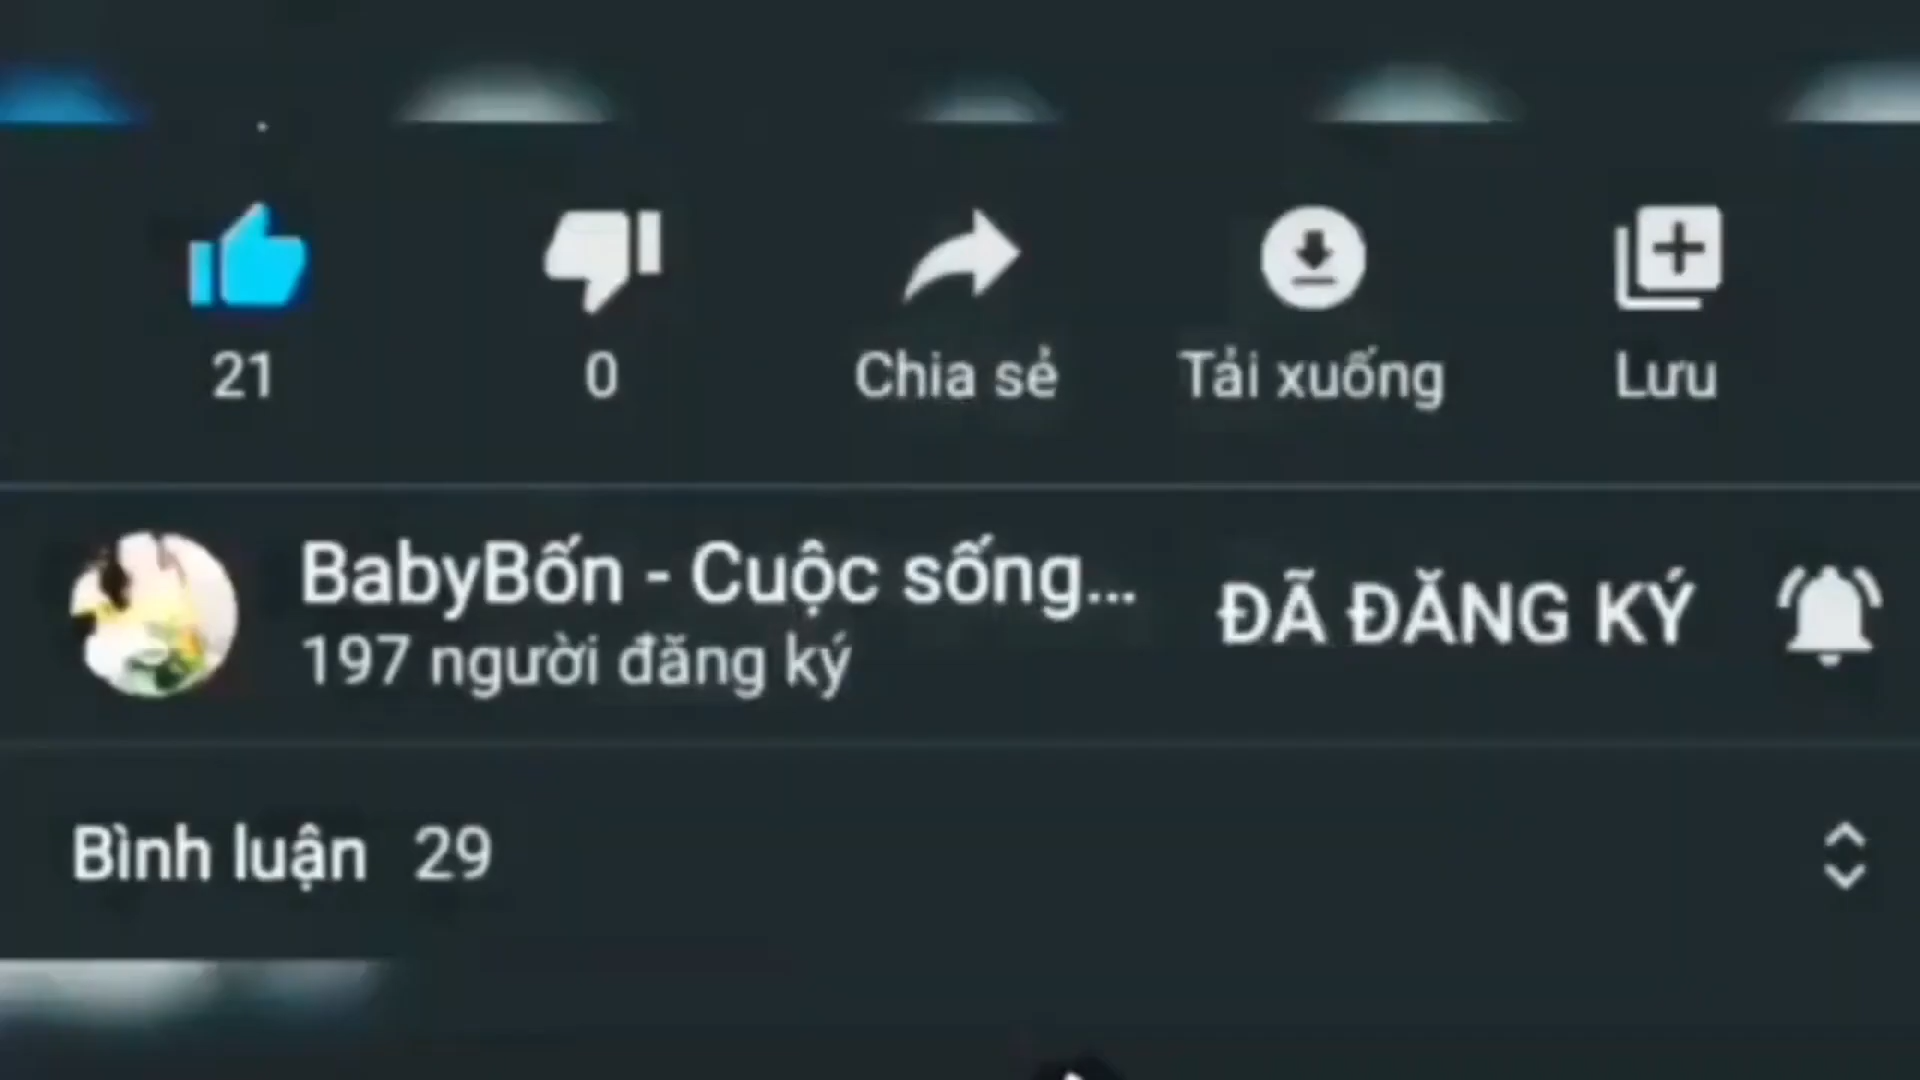 21 0 Chia sẻ Tải xuống Lưu
BabyBốn - Cuộc sống... ĐÃ ĐĂNG KÝ
197 người đăng ký
Bình luận 29